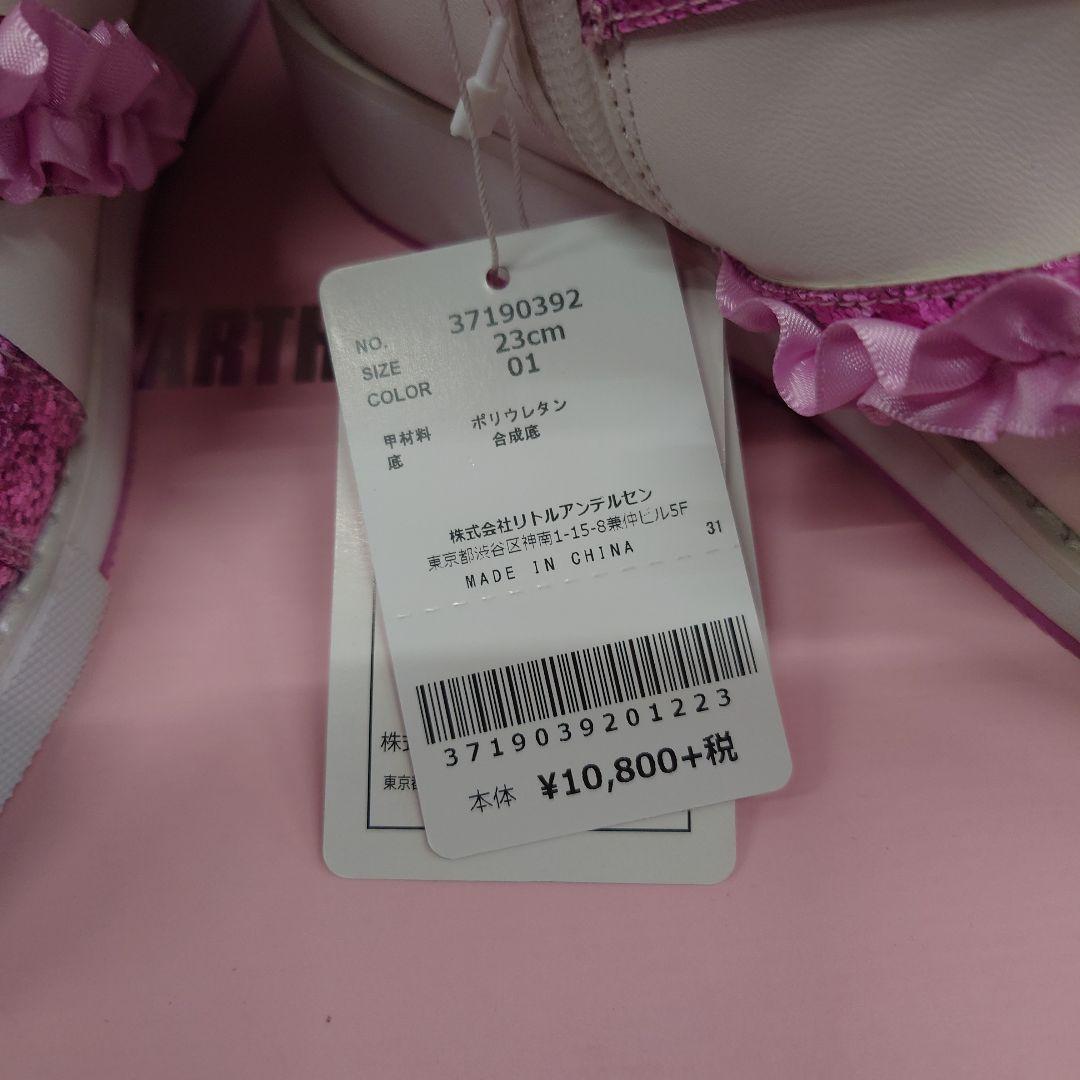 NO. 37190392
SIZE 23cm
COLOR 01
甲材料 ポリウレタン
底 合成底
株式会社リトルアンデルセン
東京都渋谷区神南1-15-8兼仲ビル5F
MADE IN CHINA 31
3719039201223
本体 ¥10,800+税
株式
東京都
EARTH